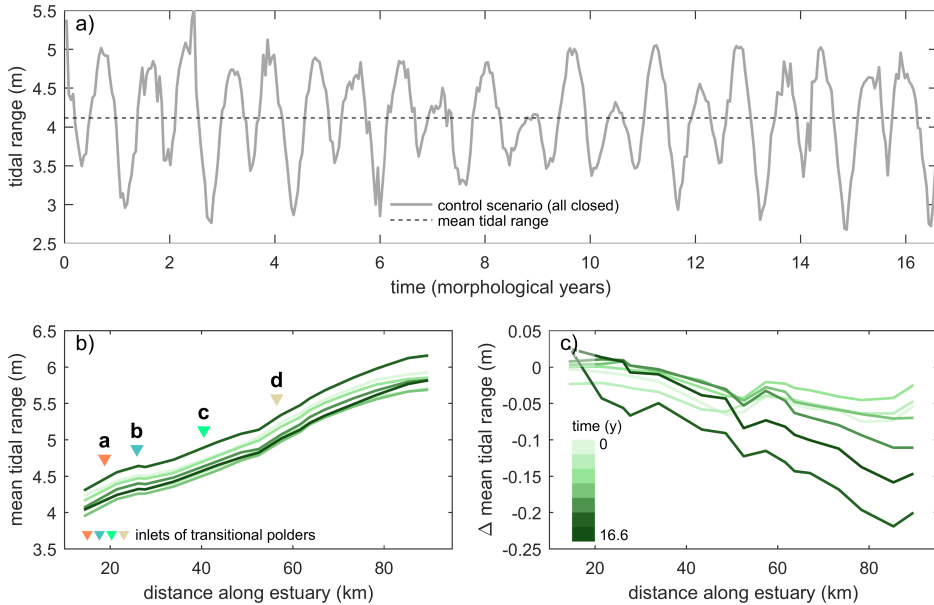 a)
5.5
5
4.5
4
3.5
3
2.5
tidal range (m)
control scenario (all closed)
mean tidal range
0 2 4 6 8 10 12 14 16
time (morphological years)
b)
6.5
6
5.5
5
4.5
4
3.5
mean tidal range (m)
a b c d
inlets of transitional polders
0 20 40 60 80
distance along estuary (km)
c)
0.05
0
-0.05
-0.1
-0.15
-0.2
-0.25
Δ mean tidal range (m)
time (y)
0
16.6
0 20 40 60 80
distance along estuary (km)